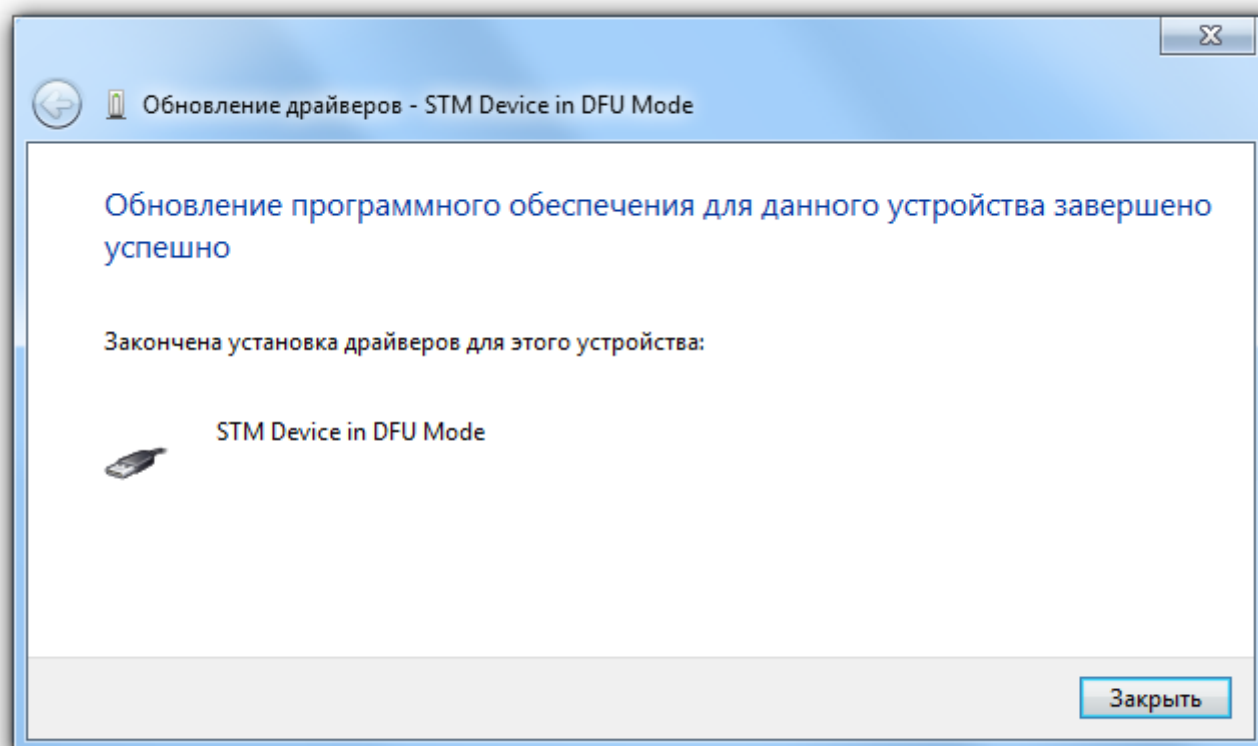 Обновление драйверов - STM Device in DFU Mode
Обновление программного обеспечения для данного устройства завершено
успешно
Закончена установка драйверов для этого устройства:
STM Device in DFU Mode
Закрыть